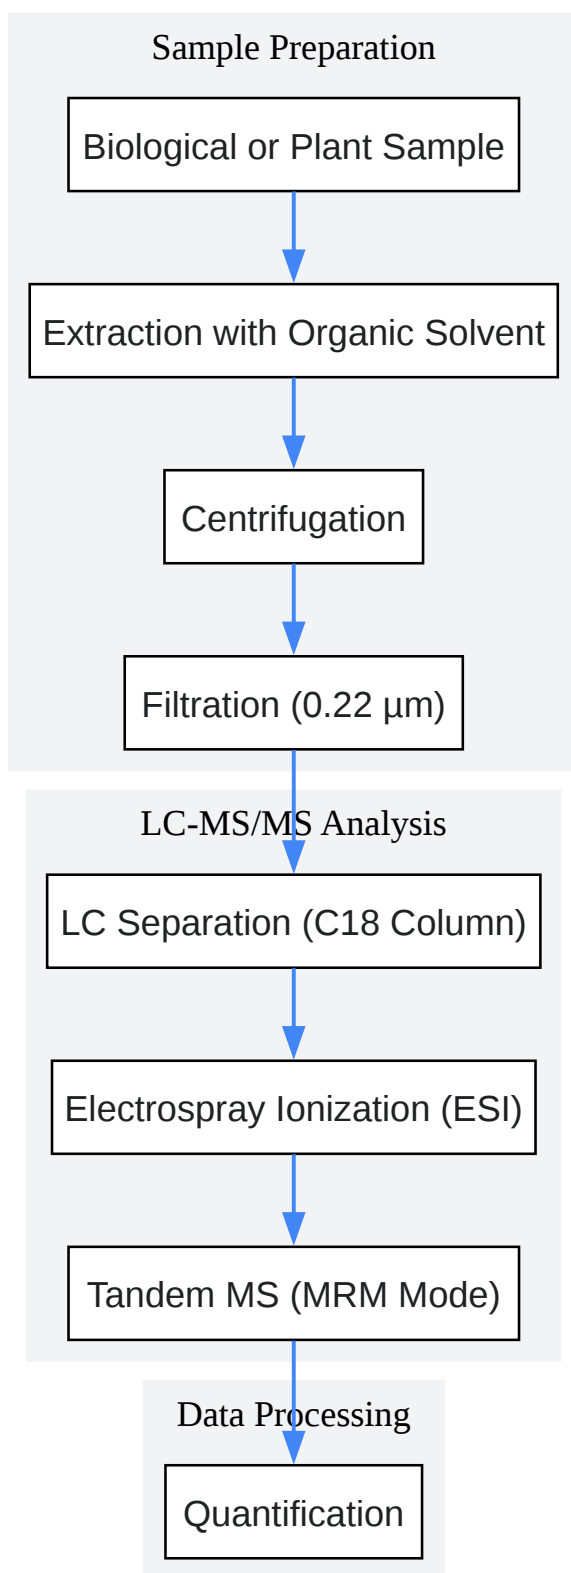 Sample Preparation
Biological or Plant Sample
Extraction with Organic Solvent
Centrifugation
Filtration (0.22 µm)
LC-MS/MS Analysis
LC Separation (C18 Column)
Electrospray Ionization (ESI)
Tandem MS (MRM Mode)
Data Processing
Quantification